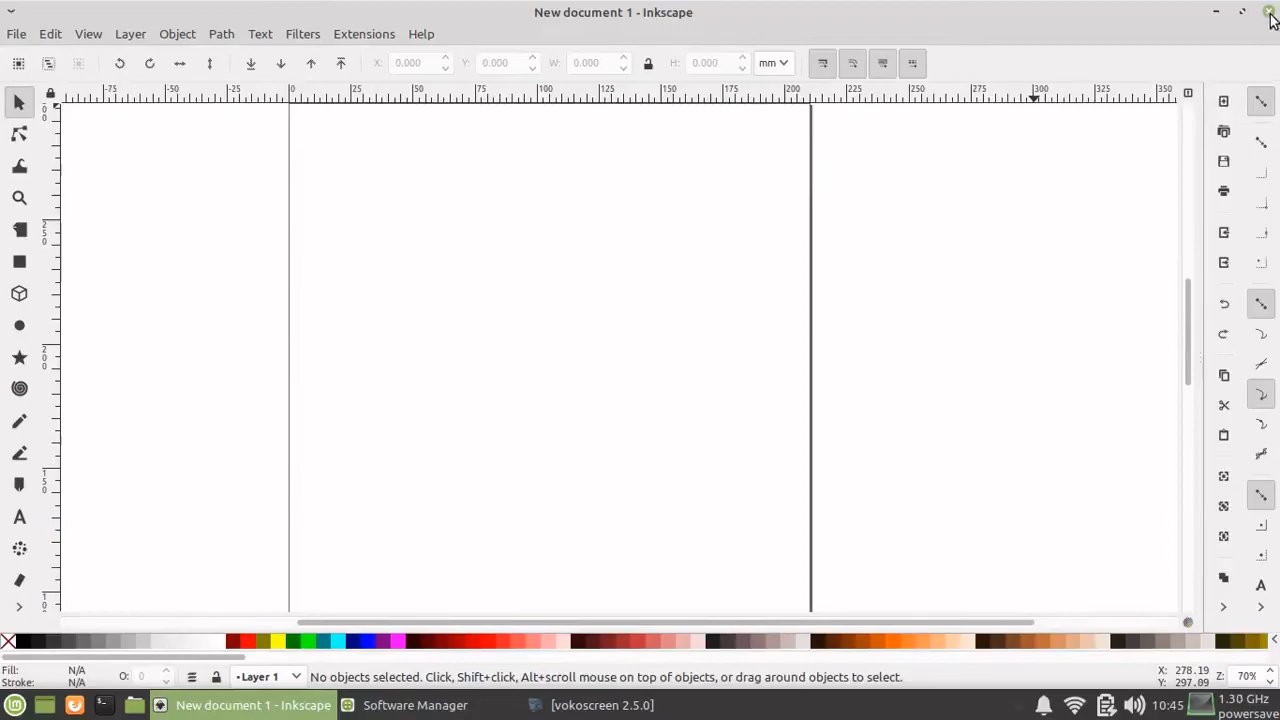 New document 1 - Inkscape
File Edit View Layer Object Path Text Filters Extensions Help
X: 0.000 Y: 0.000 W: 0.000 H: 0.000 mm
-75 -50 -25 0 25 50 75 100 125 150 175 200 225 250 275 300 325 350
250
200
150
Fill: N/A O: 0 Layer 1 No objects selected. Click, Shift+click, Alt+scroll mouse on top of objects, or drag around objects to select. X: 278.19 Z: 70%
Stroke: N/A Y: 297.09
New document 1 - Inkscape Software Manager [vokoscreen 2.5.0] 10:45 1.30 GHz
powersave